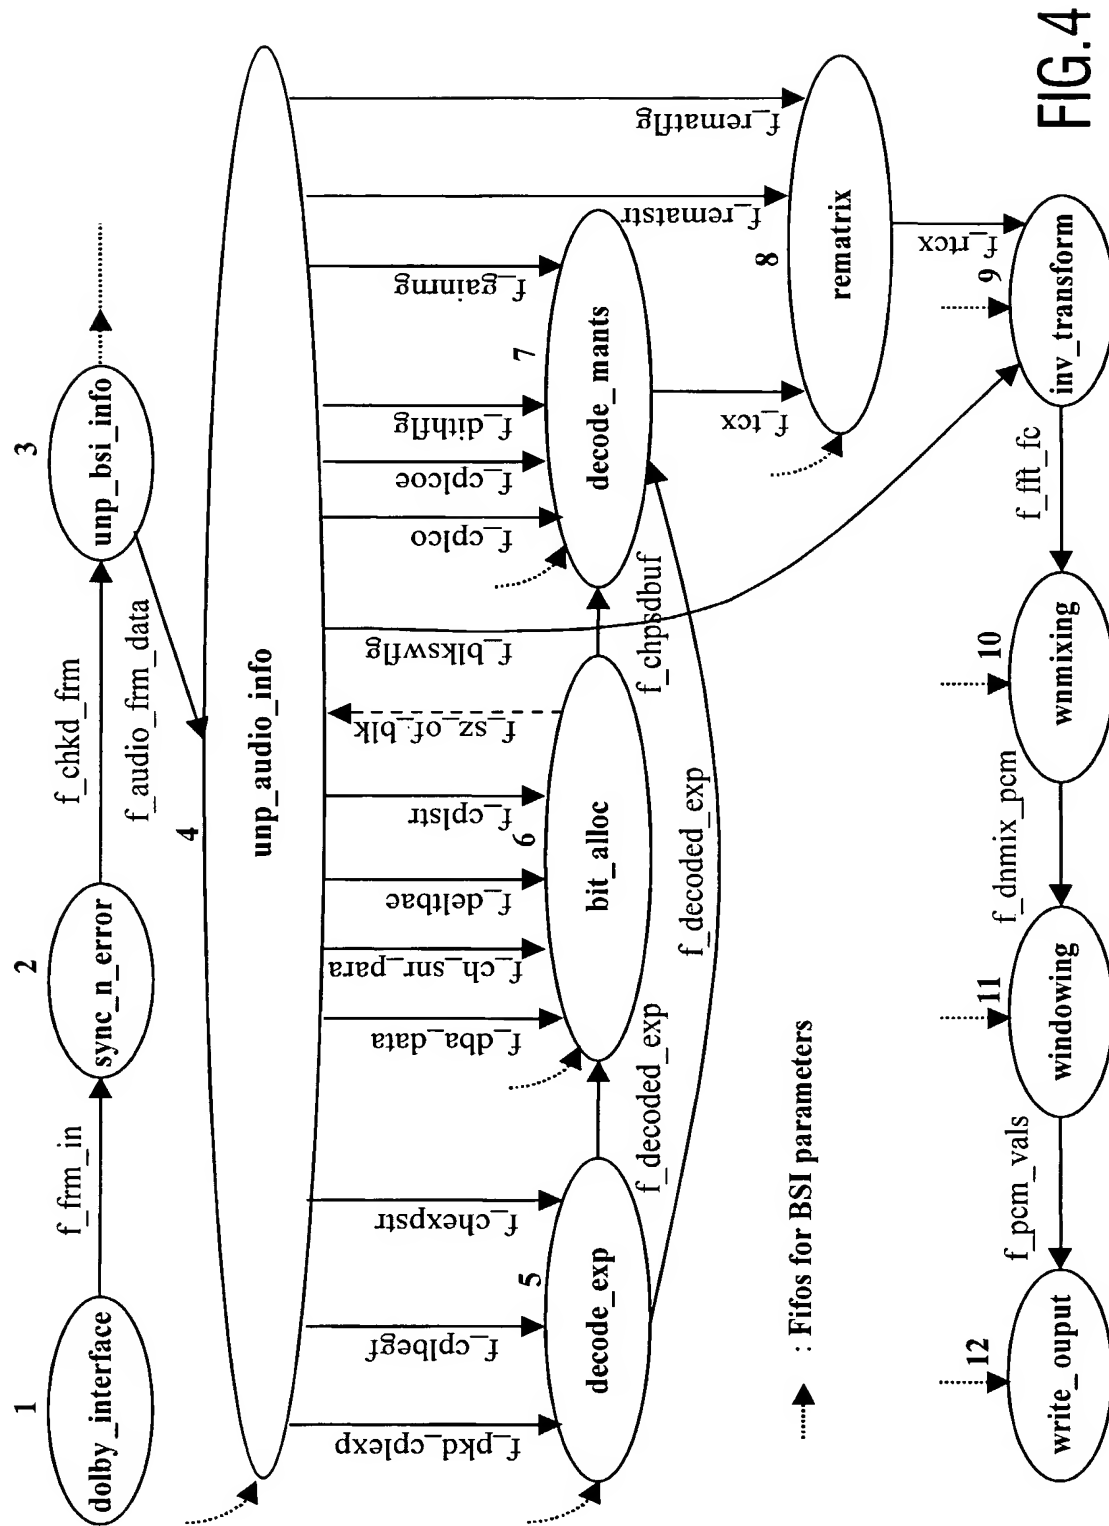 1
dolby_interface
f_frm_in
2
sync_n_error
f_chkd_frm
3
unp_bsi_info
f_audio_frm_data
4
unp_audio_info
f_pkd_cplexp
f_cplbegf
f_chexpstr
f_dba_data
f_ch_snr_para
f_deltbae
f_cplstr
f_sz_of_blk
f_blkswflg
f_cplco
f_cplcoe
f_dithflg
f_gainrng
f_rematstr
f_rematflg
5
decode_exp
f_decoded_exp
6
bit_alloc
f_chpsdbuf
7
decode_mants
f_decoded_exp
f_tcx
8
rematrix
f_rtcx
: Fifos for BSI parameters
12
write_ouput
f_pcm_vals
11
windowing
f_dnmix_pcm
10
wnmixing
f_fft_fc
9
inv_transform
FIG.4